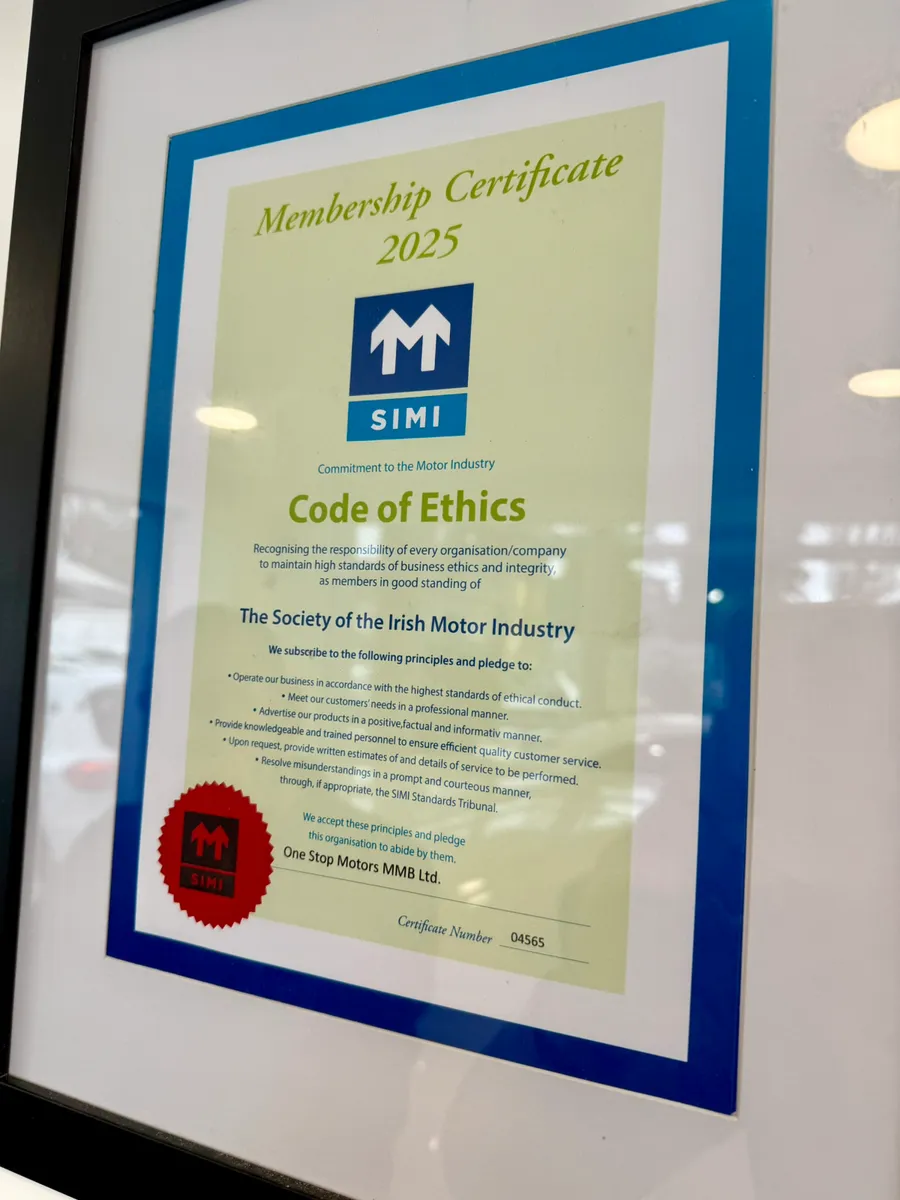 Membership Certificate
2025
SIMI
Commitment to the Motor Industry
Code of Ethics
Recognising the responsibility of every organisation/company
to maintain high standards of business ethics and integrity,
as members in good standing of
The Society of the Irish Motor Industry
We subscribe to the following principles and pledge to:
• Operate our business in accordance with the highest standards of ethical conduct.
• Meet our customers' needs in a professional manner.
• Advertise our products in a positive,factual and informativ manner.
• Provide knowledgeable and trained personnel to ensure efficient quality customer service.
• Upon request, provide written estimates of and details of service to be performed.
• Resolve misunderstandings in a prompt and courteous manner,
through, if appropriate, the SIMI Standards Tribunal.
We accept these principles and pledge
this organisation to abide by them.
One Stop Motors MMB Ltd.
SIMI
Certificate Number 04565